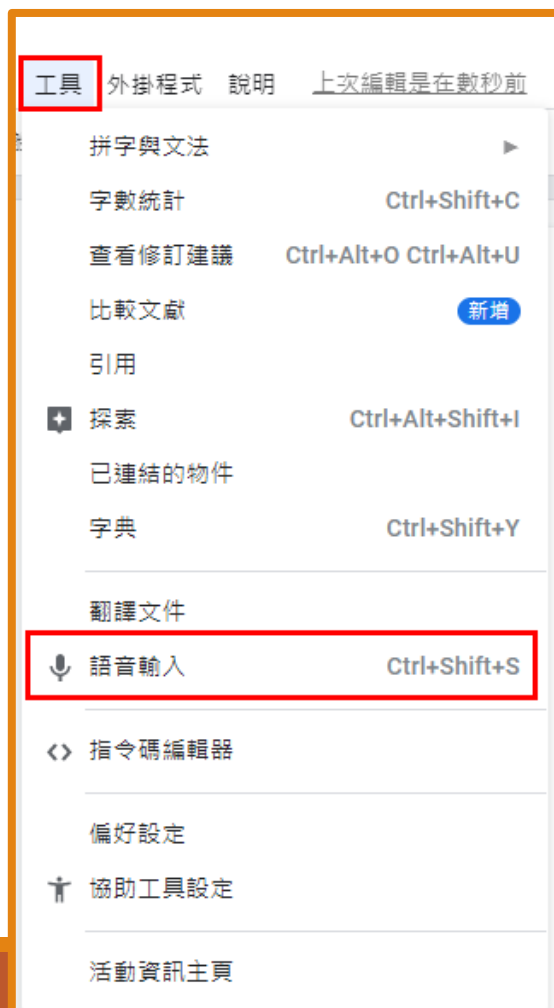 工具 外掛程式 說明 上次編輯是在數秒前
拼字與文法 ►
字數統計 Ctrl+Shift+C
查看修訂建議 Ctrl+Alt+O Ctrl+Alt+U
比較文獻 新增
引用
探索 Ctrl+Alt+Shift+I
已連結的物件
字典 Ctrl+Shift+Y
翻譯文件
語音輸入 Ctrl+Shift+S
指令碼編輯器
偏好設定
協助工具設定
活動資訊主頁